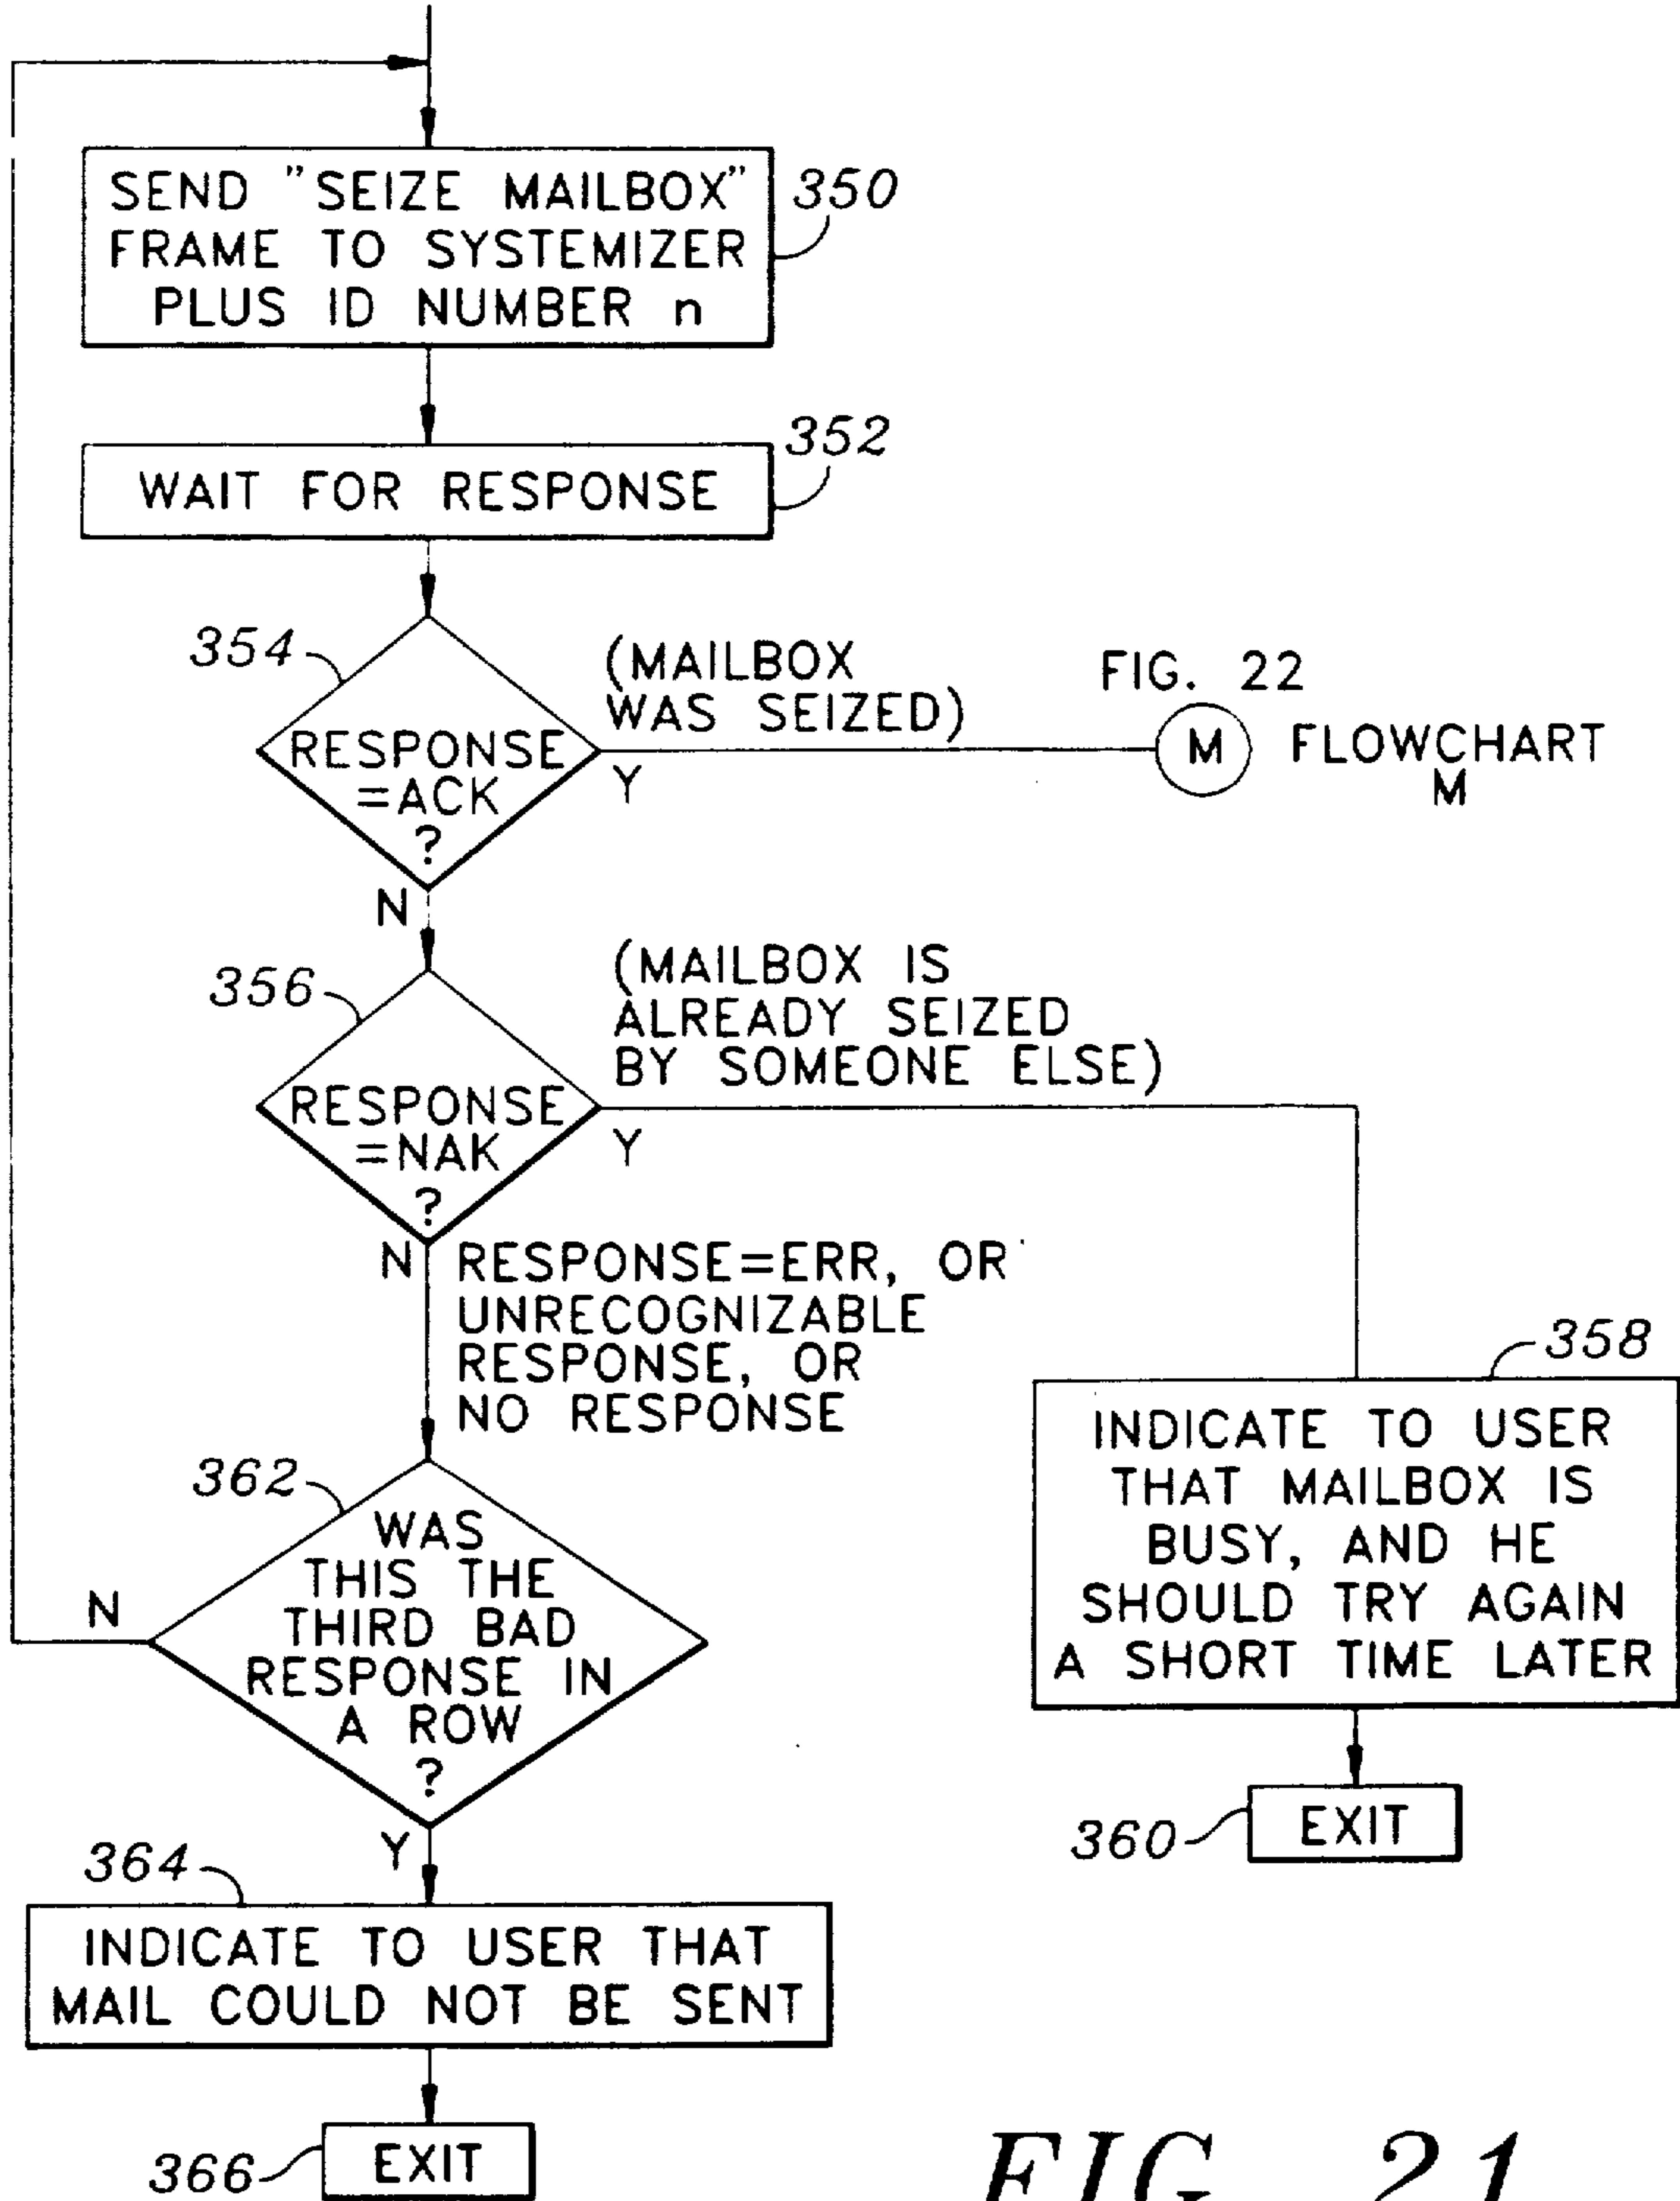 SEND "SEIZE MAILBOX"
FRAME TO SYSTEMIZER
PLUS ID NUMBER n
350
WAIT FOR RESPONSE
352
354
RESPONSE
=ACK
?
(MAILBOX
WAS SEIZED)
Y
FIG. 22
M
FLOWCHART
M
N
356
RESPONSE
=NAK
?
(MAILBOX IS
ALREADY SEIZED
BY SOMEONE ELSE)
Y
N
RESPONSE=ERR, OR
UNRECOGNIZABLE
RESPONSE, OR
NO RESPONSE
358
INDICATE TO USER
THAT MAILBOX IS
BUSY, AND HE
SHOULD TRY AGAIN
A SHORT TIME LATER
360
EXIT
362
WAS
THIS THE
THIRD BAD
RESPONSE IN
A ROW
?
N
Y
364
INDICATE TO USER THAT
MAIL COULD NOT BE SENT
366
EXIT
FIG 21